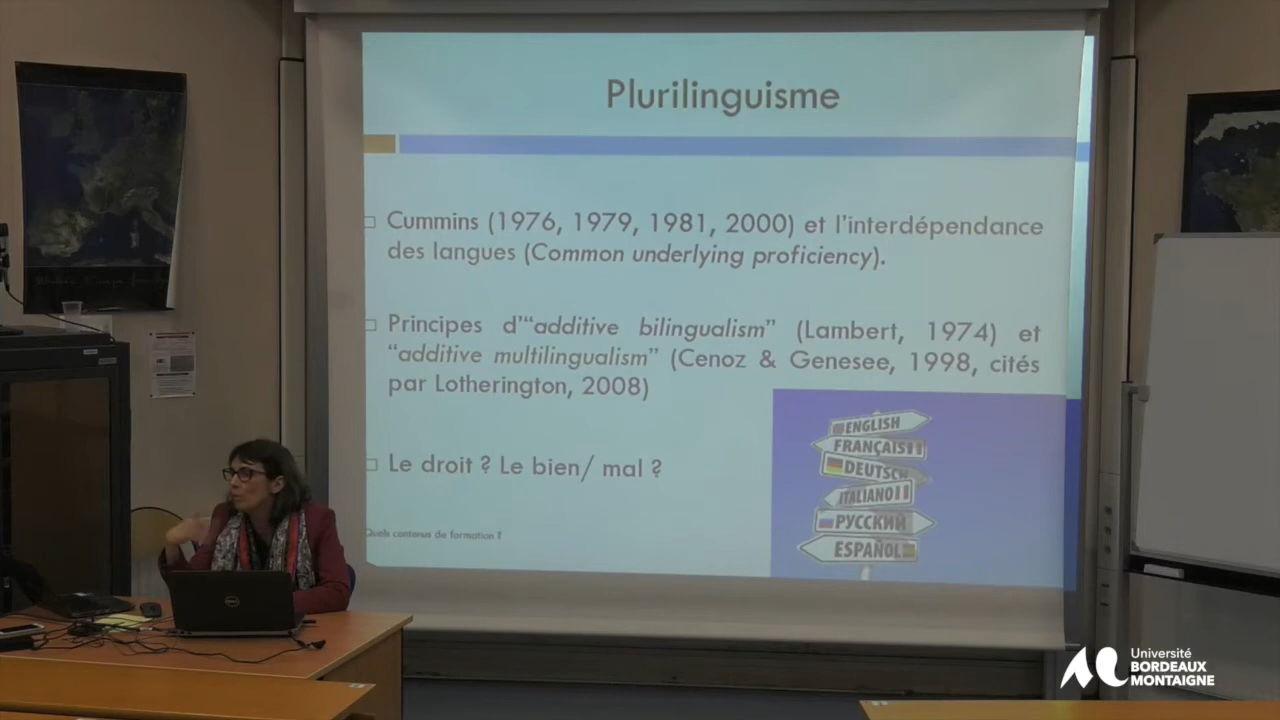 Plurilinguisme
Cummins (1976, 1979, 1981, 2000) et l'interdépendance
des langues (Common underlying proficiency).
Principes d'“additive bilingualism” (Lambert, 1974) et
“additive multilingualism” (Cenoz & Genesee, 1998, cités
par Lotherington, 2008)
Le droit ? Le bien/ mal ?
Quels contenus de formation ?
ENGLISH
FRANÇAIS
DEUTSCH
ITALIANO
РУССКИЙ
ESPAÑOL
DELL
Université
BORDEAUX
MONTAIGNE